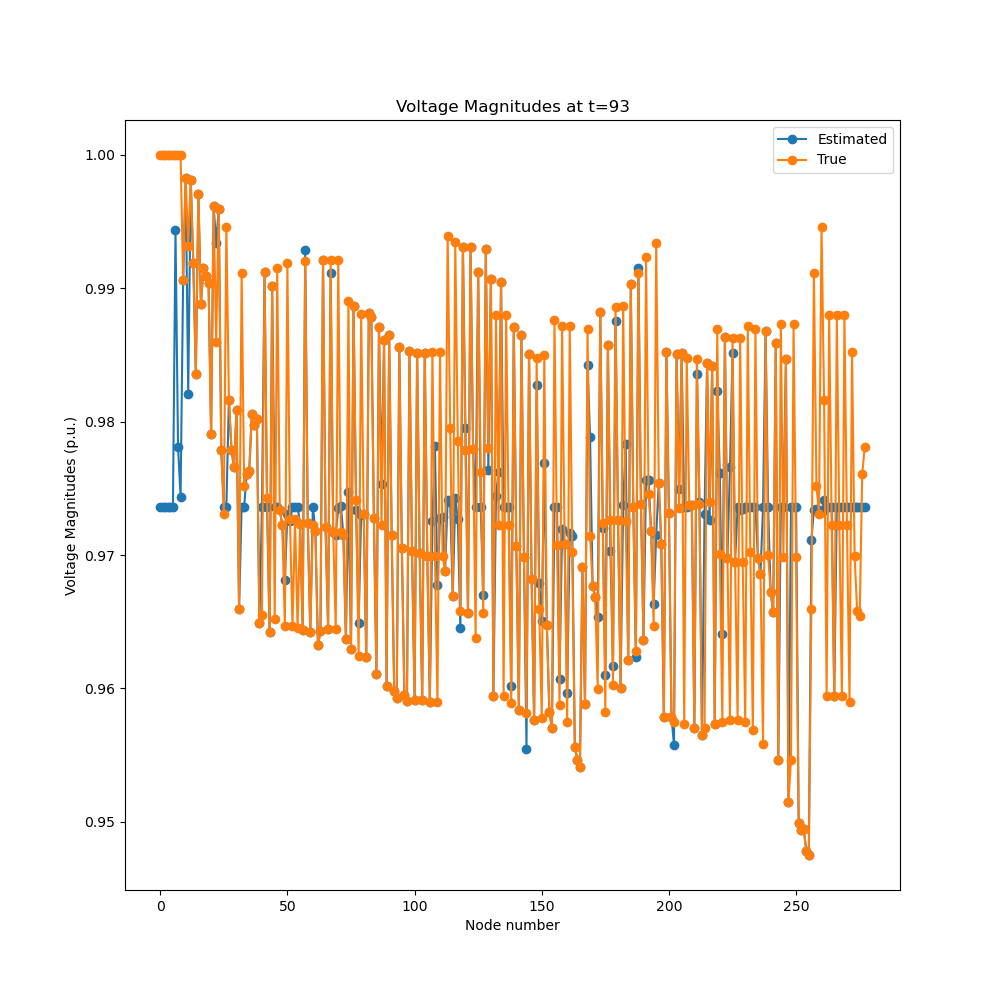 Voltage Magnitudes at t=93
Estimated
True
Voltage Magnitudes (p.u.)
1.00
0.99
0.98
0.97
0.96
0.95
0
50
100
150
200
250
Node number